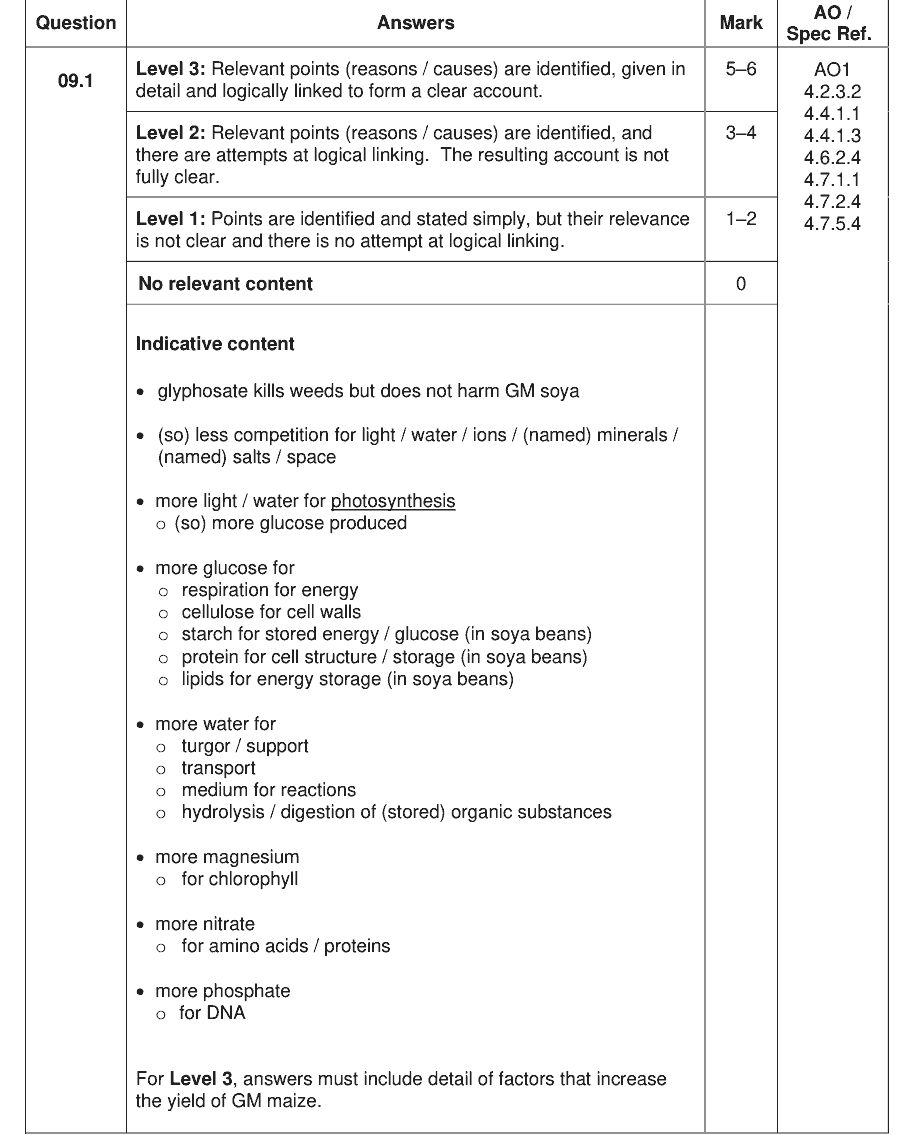 Question
Answers
Mark
AO /
Spec Ref.
09.1
Level 3: Relevant points (reasons / causes) are identified, given in
detail and logically linked to form a clear account.
5–6
AO1
4.2.3.2
4.4.1.1
4.4.1.3
4.6.2.4
4.7.1.1
4.7.2.4
4.7.5.4
Level 2: Relevant points (reasons / causes) are identified, and
there are attempts at logical linking. The resulting account is not
fully clear.
3–4
Level 1: Points are identified and stated simply, but their relevance
is not clear and there is no attempt at logical linking.
1–2
No relevant content
0
Indicative content
• glyphosate kills weeds but does not harm GM soya
• (so) less competition for light / water / ions / (named) minerals /
(named) salts / space
• more light / water for photosynthesis
o (so) more glucose produced
• more glucose for
o respiration for energy
o cellulose for cell walls
o starch for stored energy / glucose (in soya beans)
o protein for cell structure / storage (in soya beans)
o lipids for energy storage (in soya beans)
• more water for
o turgor / support
o transport
o medium for reactions
o hydrolysis / digestion of (stored) organic substances
• more magnesium
o for chlorophyll
• more nitrate
o for amino acids / proteins
• more phosphate
o for DNA
For Level 3, answers must include detail of factors that increase
the yield of GM maize.